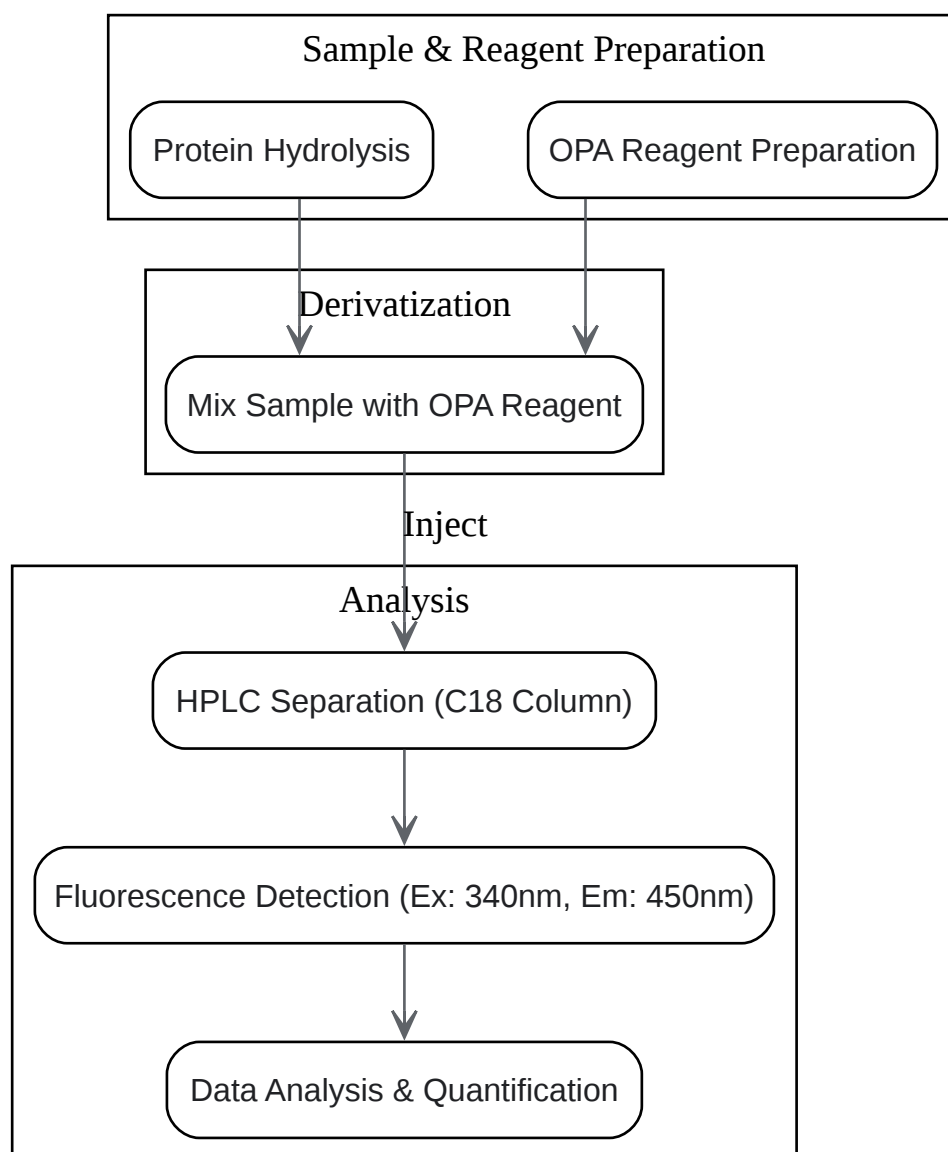 Sample & Reagent Preparation
Protein Hydrolysis
OPA Reagent Preparation
Derivatization
Mix Sample with OPA Reagent
Inject
Analysis
HPLC Separation (C18 Column)
Fluorescence Detection (Ex: 340nm, Em: 450nm)
Data Analysis & Quantification